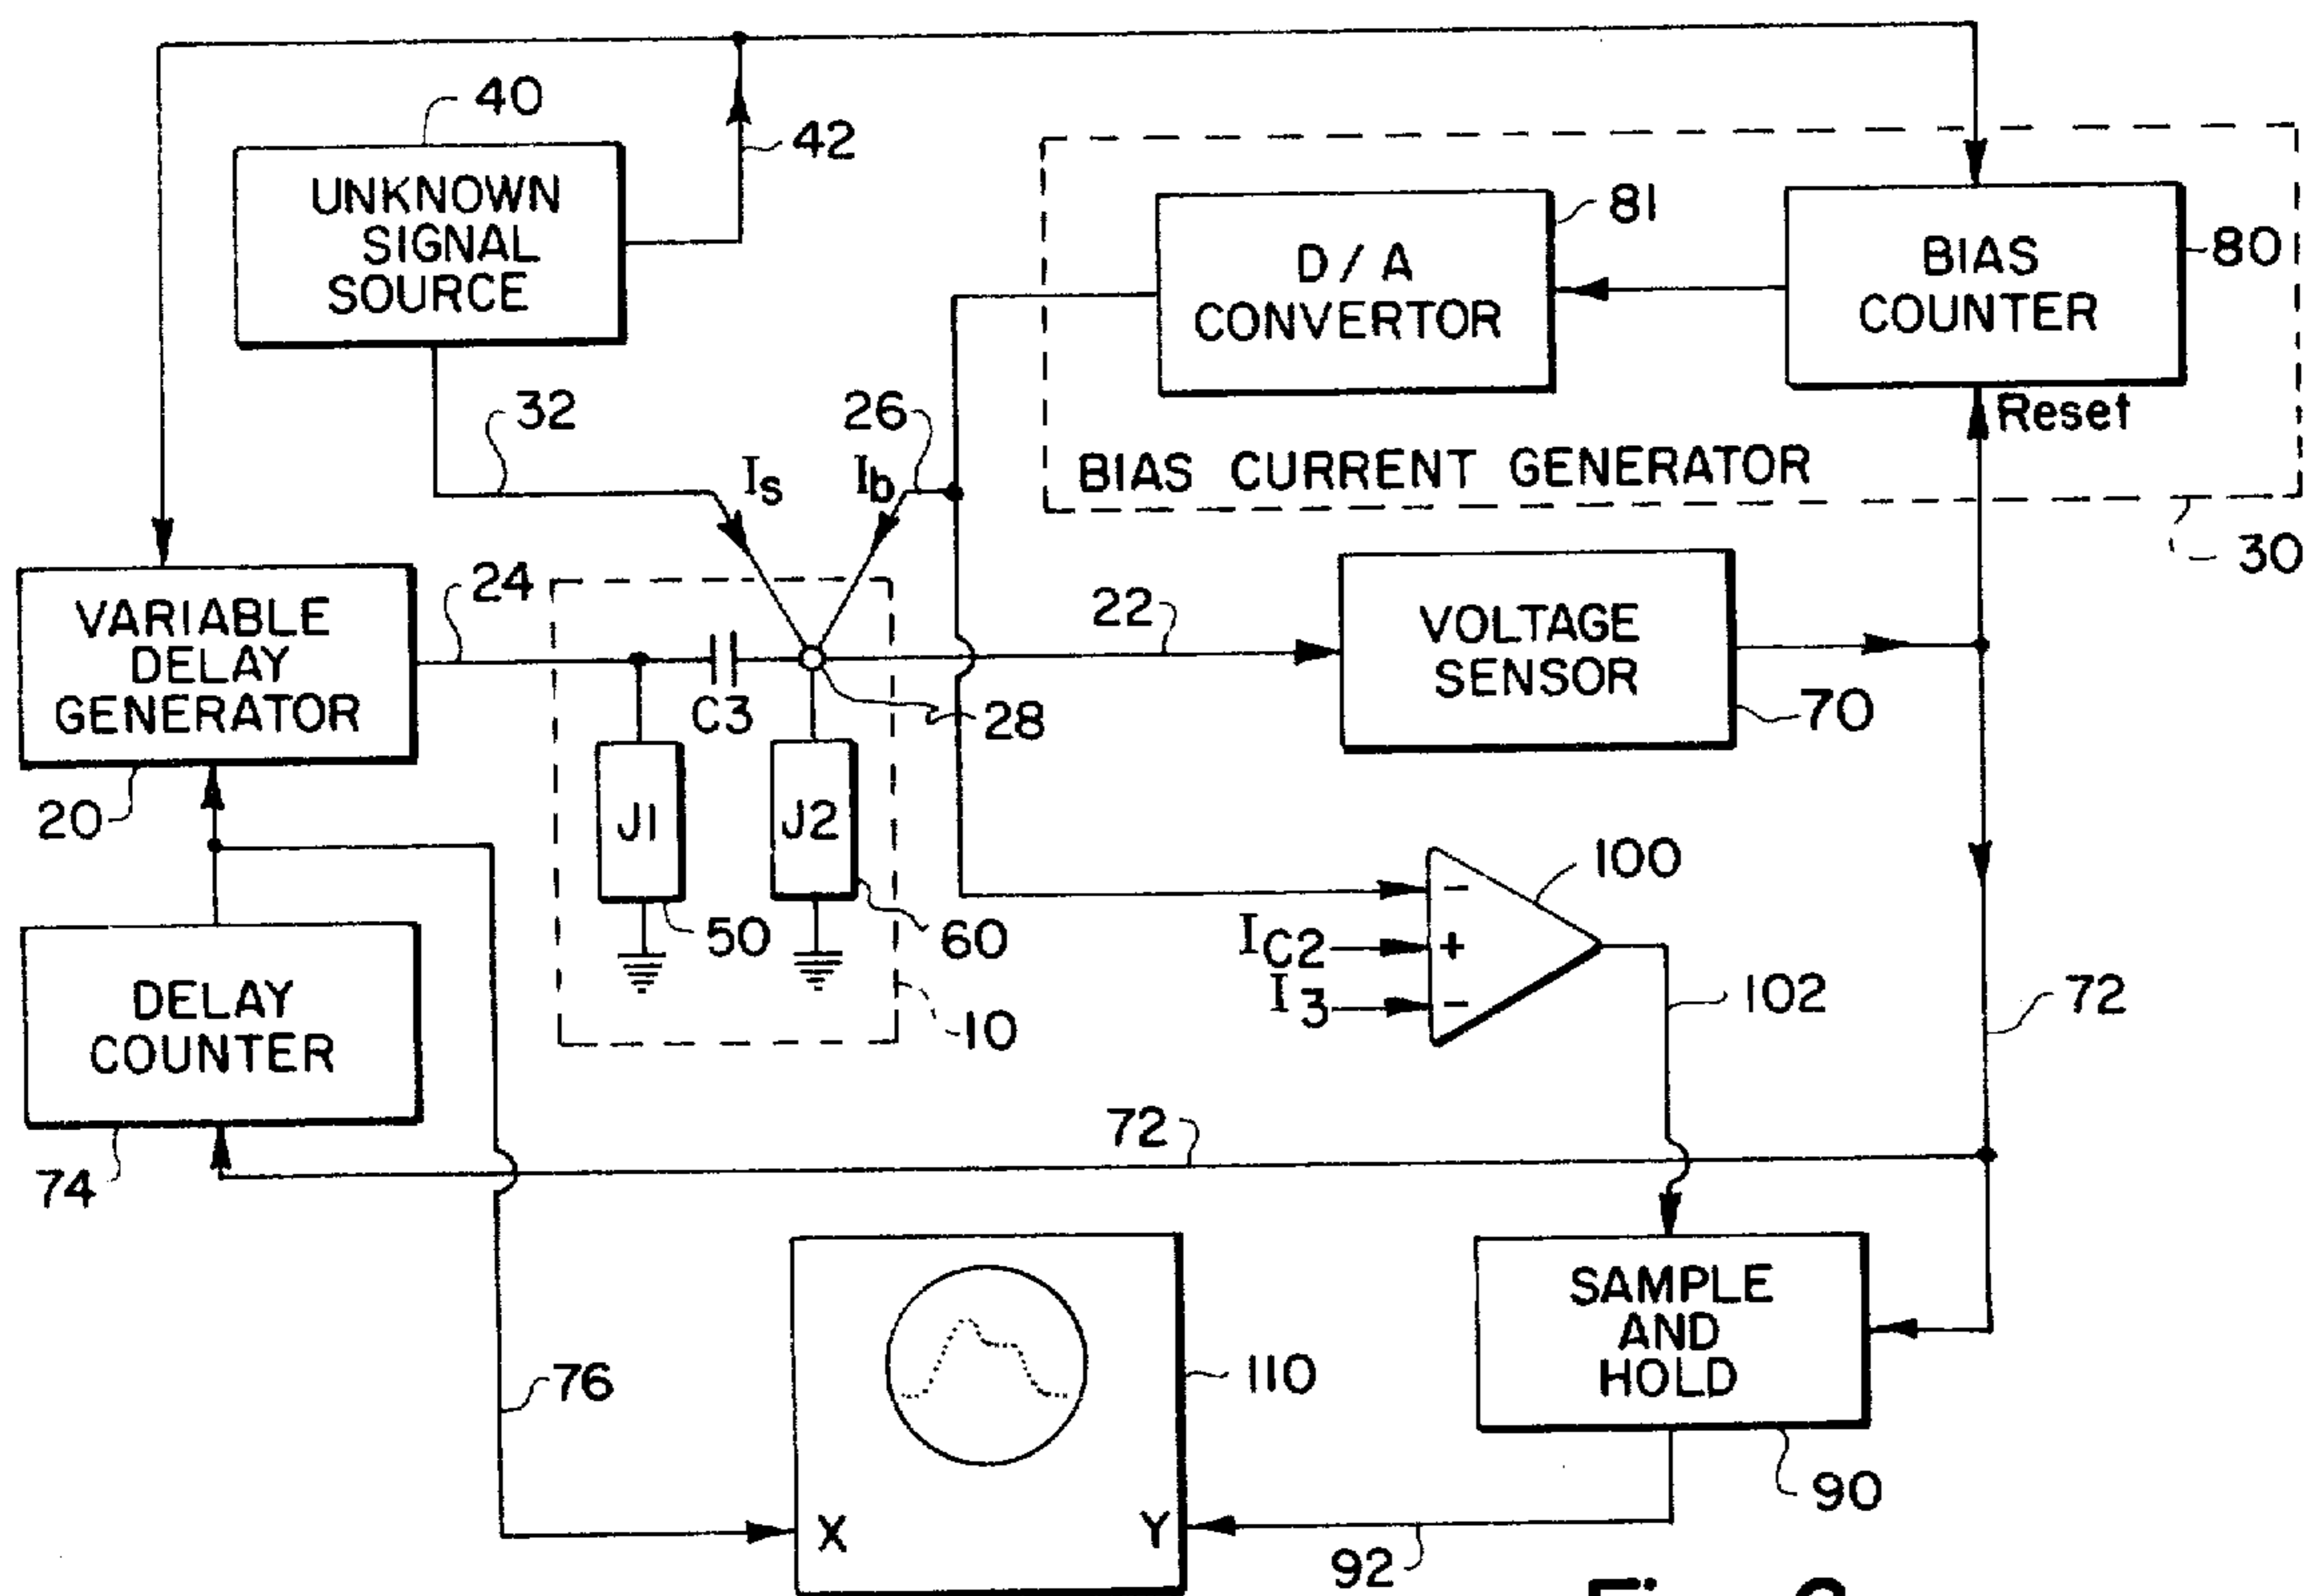 40
42
UNKNOWN
SIGNAL
SOURCE
81
D / A
CONVERTOR
BIAS
COUNTER
80
Reset
32
26
Is
Ib
BIAS CURRENT GENERATOR
30
24
22
VARIABLE
DELAY
GENERATOR
VOLTAGE
SENSOR
C3
28
70
20
J1
J2
100
-
50
60
IC2
+
I3
-
DELAY
COUNTER
10
102
72
72
74
SAMPLE
AND
HOLD
76
110
90
X
Y
92